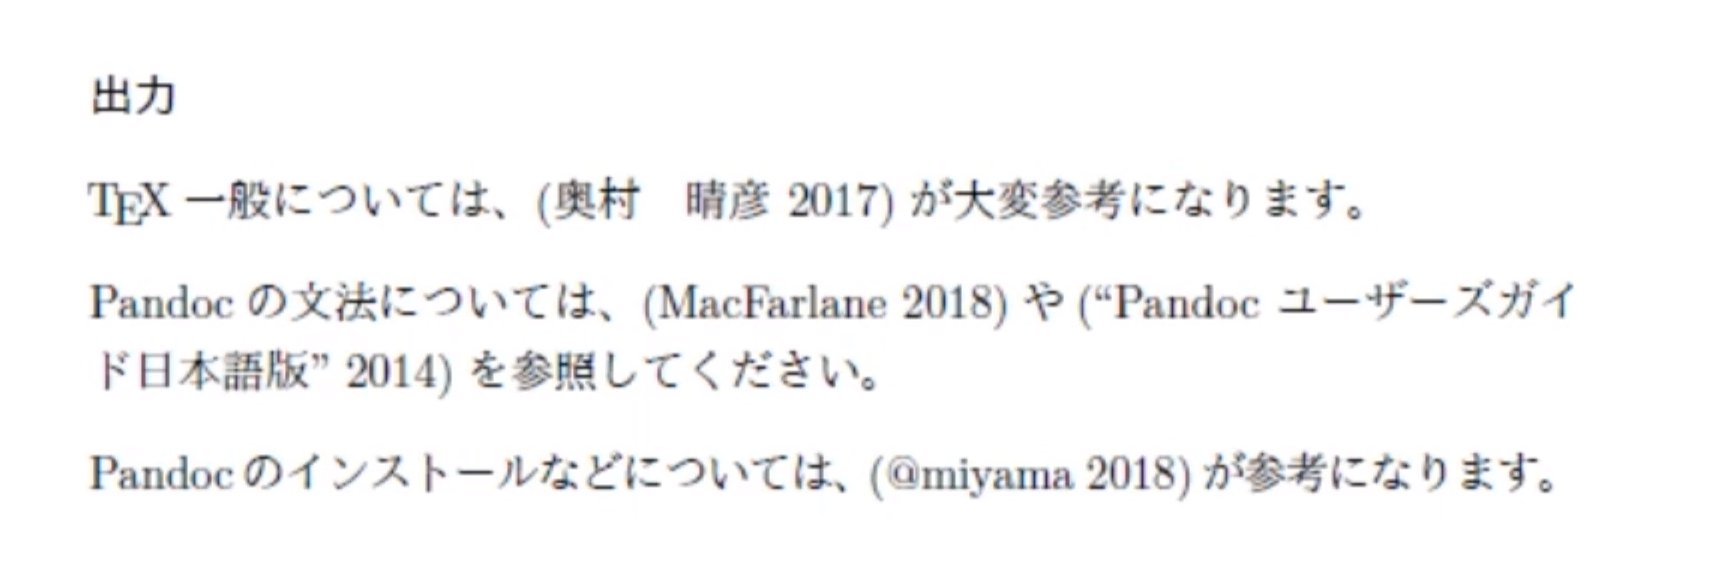 出力
TEX 一般については、(奥村　晴彦 2017) が大変参考になります。
Pandoc の文法については、(MacFarlane 2018) や (“Pandoc ユーザーズガイ
ド日本語版” 2014) を参照してください。
Pandoc のインストールなどについては、(@miyama 2018) が参考になります。